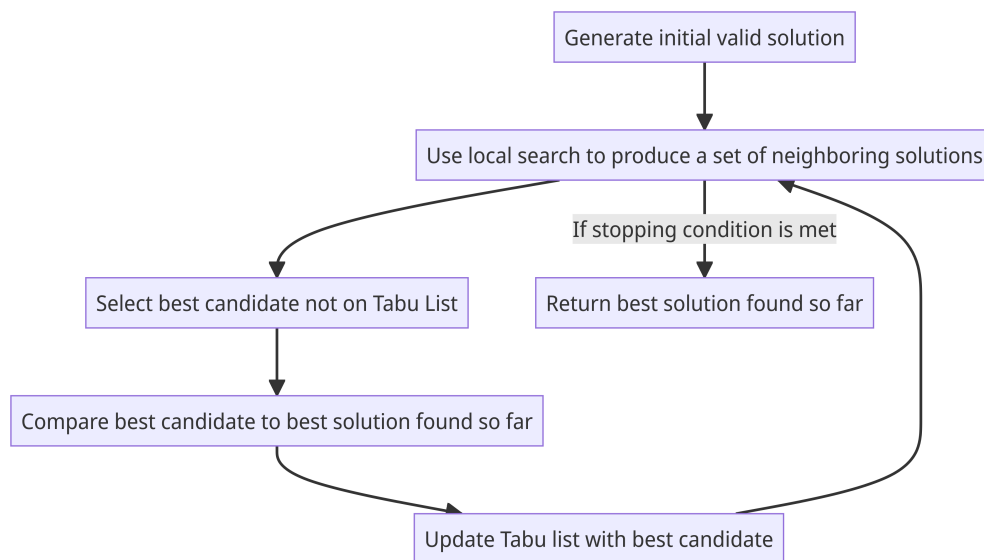 Generate initial valid solution
Use local search to produce a set of neighboring solutions
If stopping condition is met
Select best candidate not on Tabu List
Return best solution found so far
Compare best candidate to best solution found so far
Update Tabu list with best candidate